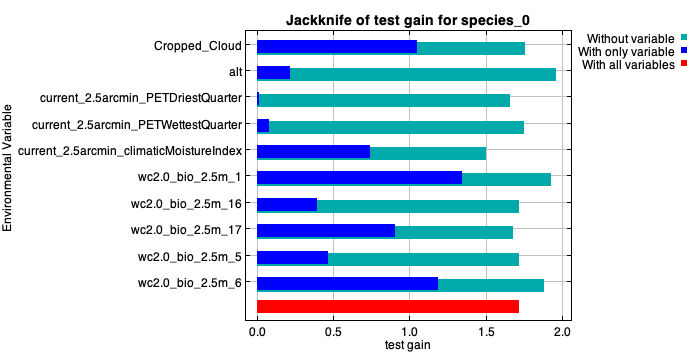 Jackknife of test gain for species_0
Without variable
With only variable
With all variables
Environmental Variable
Cropped_Cloud
alt
current_2.5arcmin_PETDriestQuarter
current_2.5arcmin_PETWettestQuarter
current_2.5arcmin_climaticMoistureIndex
wc2.0_bio_2.5m_1
wc2.0_bio_2.5m_16
wc2.0_bio_2.5m_17
wc2.0_bio_2.5m_5
wc2.0_bio_2.5m_6
0.0 0.5 1.0 1.5 2.0
test gain